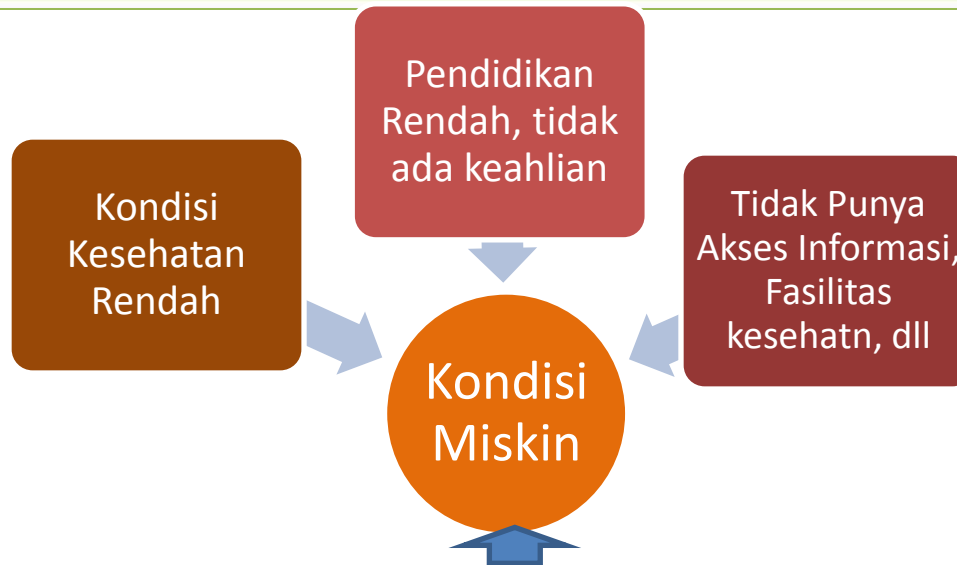 Pendidikan
Rendah, tidak
ada keahlian
Kondisi
Kesehatan
Rendah
Tidak Punya
Akses Informasi,
Fasilitas
kesehatn, dll
Kondisi
Miskin